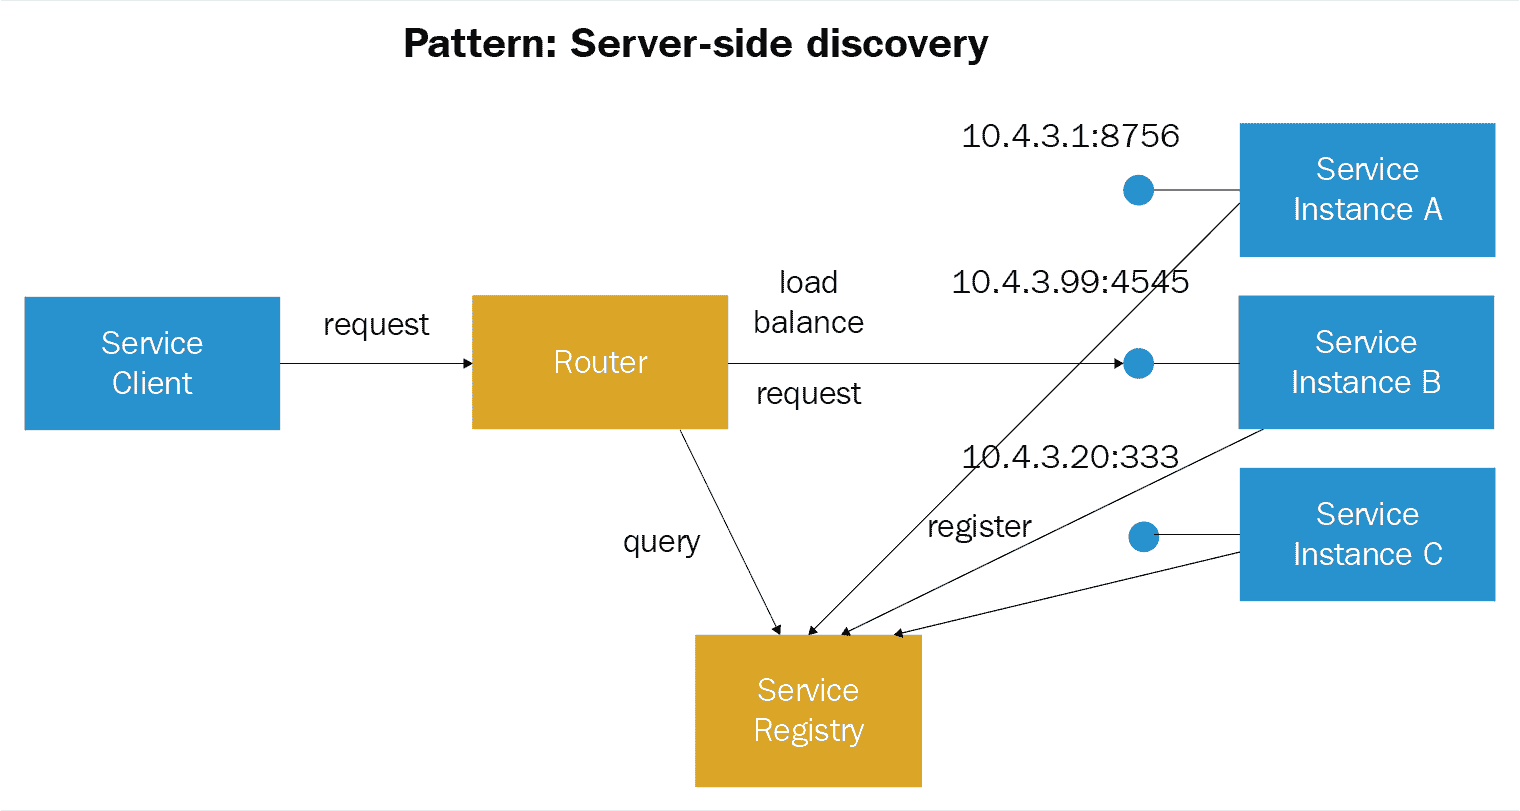 Pattern: Server-side discovery
10.4.3.1:8756
Service
Instance A
10.4.3.99:4545
load
balance
Service
Client
request
Router
request
Service
Instance B
10.4.3.20:333
register
query
Service
Instance C
Service
Registry